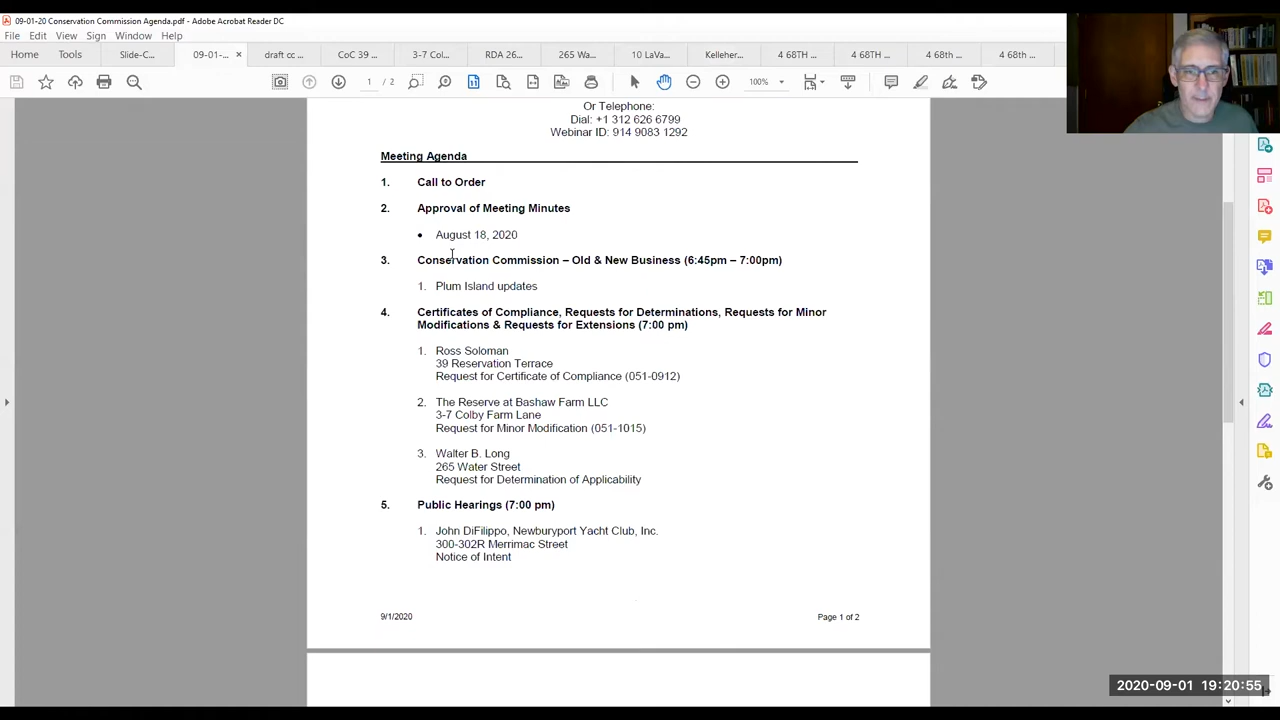 09-01-20 Conservation Commission Agenda.pdf - Adobe Acrobat Reader DC
File Edit View Sign Window Help
Home Tools Slide-C... 09-01-... × draft cc ... CoC 39 ... 3-7 Col... RDA 26... 265 Wa... 10 LaVa... Kelleher... 4 68TH ... 4 68TH ... 4 68th ... 4 68th ...
1 / 2 100%
Or Telephone:
Dial: +1 312 626 6799
Webinar ID: 914 9083 1292
Meeting Agenda
1. Call to Order
2. Approval of Meeting Minutes
• August 18, 2020
3. Conservation Commission – Old & New Business (6:45pm – 7:00pm)
1. Plum Island updates
4. Certificates of Compliance, Requests for Determinations, Requests for Minor
Modifications & Requests for Extensions (7:00 pm)
1. Ross Soloman
39 Reservation Terrace
Request for Certificate of Compliance (051-0912)
2. The Reserve at Bashaw Farm LLC
3-7 Colby Farm Lane
Request for Minor Modification (051-1015)
3. Walter B. Long
265 Water Street
Request for Determination of Applicability
5. Public Hearings (7:00 pm)
1. John DiFilippo, Newburyport Yacht Club, Inc.
300-302R Merrimac Street
Notice of Intent
9/1/2020 Page 1 of 2
2020-09-01 19:20:55